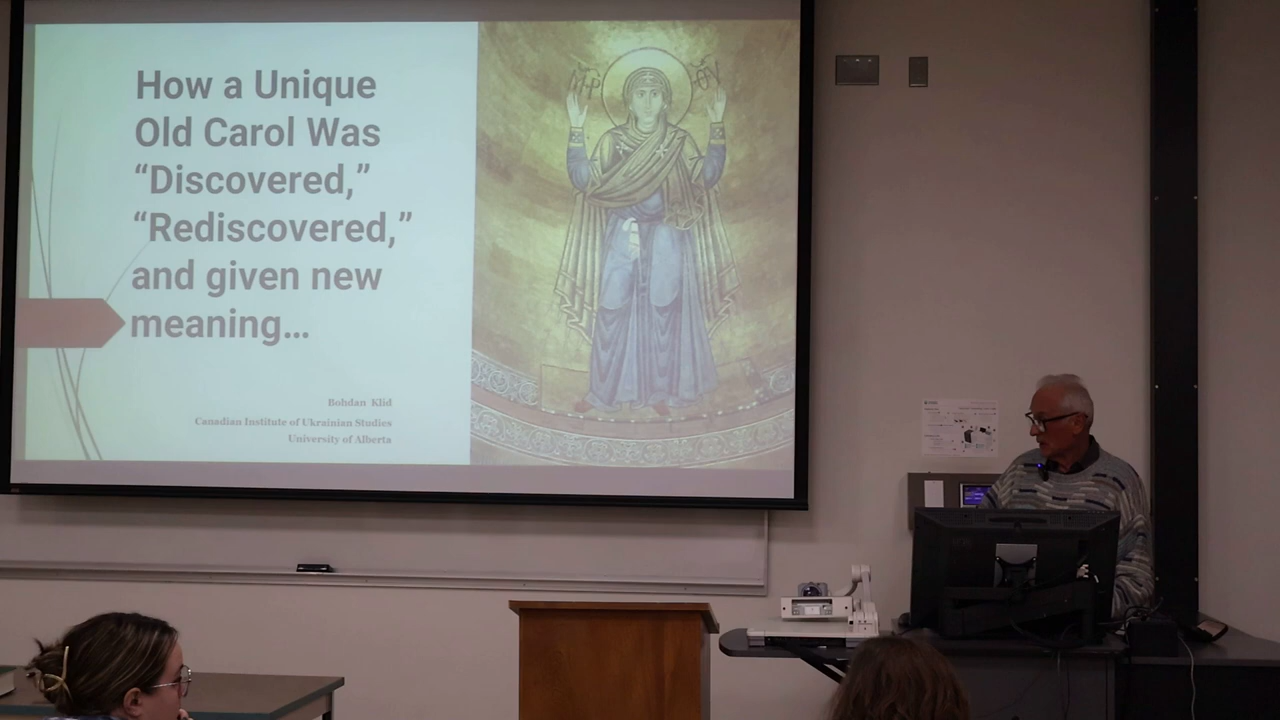 How a Unique
Old Carol Was
“Discovered,”
“Rediscovered,”
and given new
meaning...
Bohdan Klid
Canadian Institute of Ukrainian Studies
University of Alberta